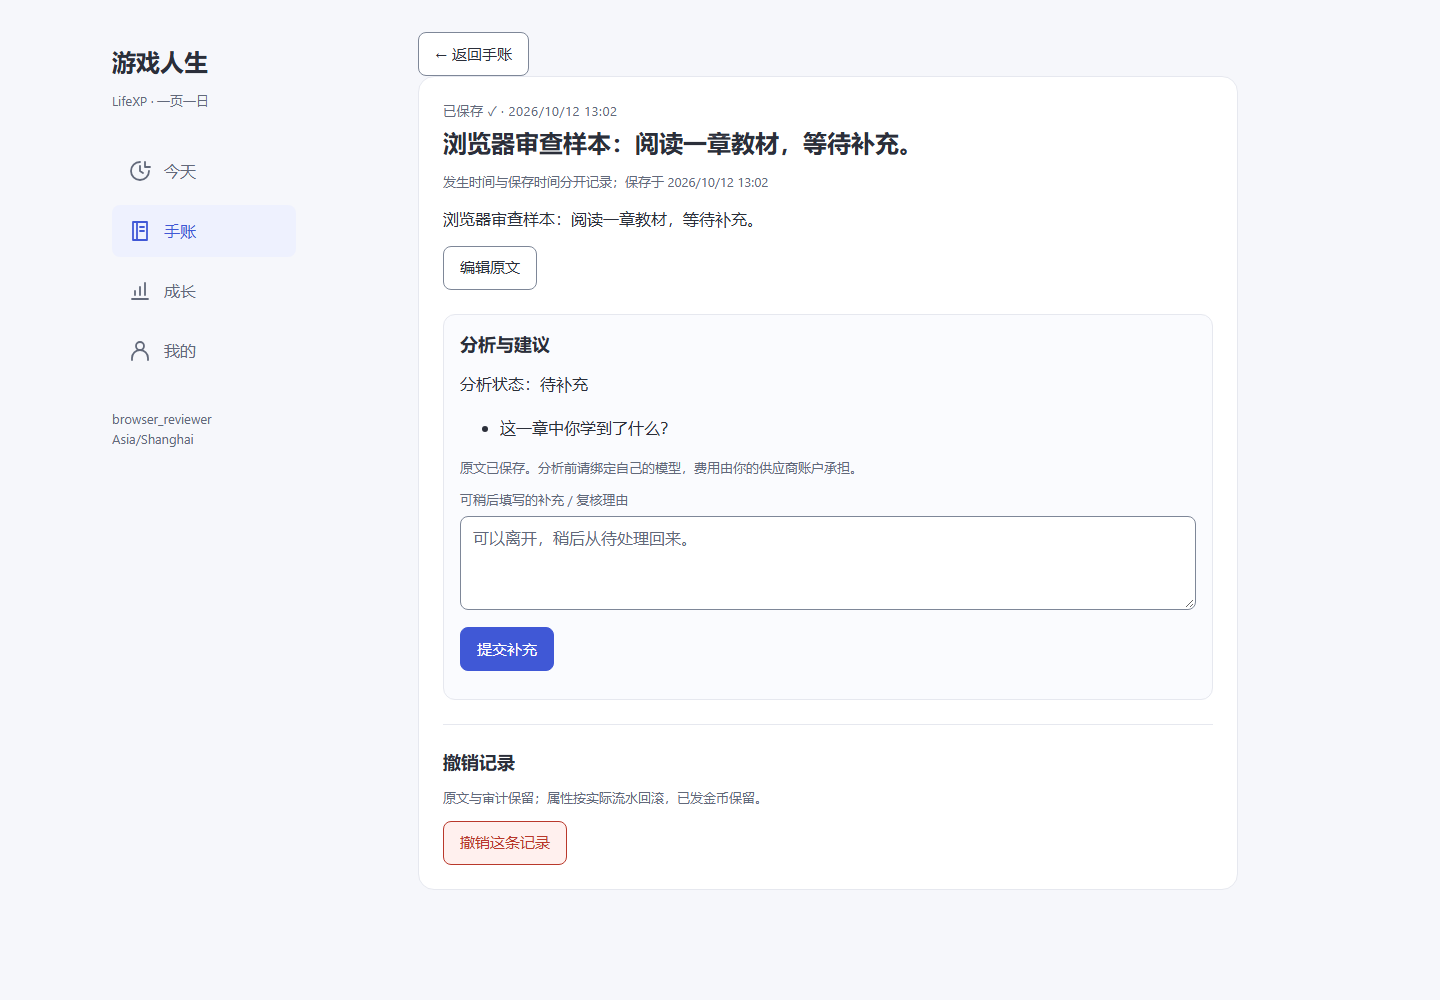 游戏人生
LifeXP · 一页一日
今天
手账
成长
我的
browser_reviewer
Asia/Shanghai
← 返回手账
已保存 ✓ · 2026/10/12 13:02
浏览器审查样本：阅读一章教材，等待补充。
发生时间与保存时间分开记录；保存于 2026/10/12 13:02
浏览器审查样本：阅读一章教材，等待补充。
编辑原文
分析与建议
分析状态：待补充
• 这一章中你学到了什么？
原文已保存。分析前请绑定自己的模型，费用由你的供应商账户承担。
可稍后填写的补充 / 复核理由
可以离开，稍后从待处理回来。
提交补充
撤销记录
原文与审计保留；属性按实际流水回滚，已发金币保留。
撤销这条记录